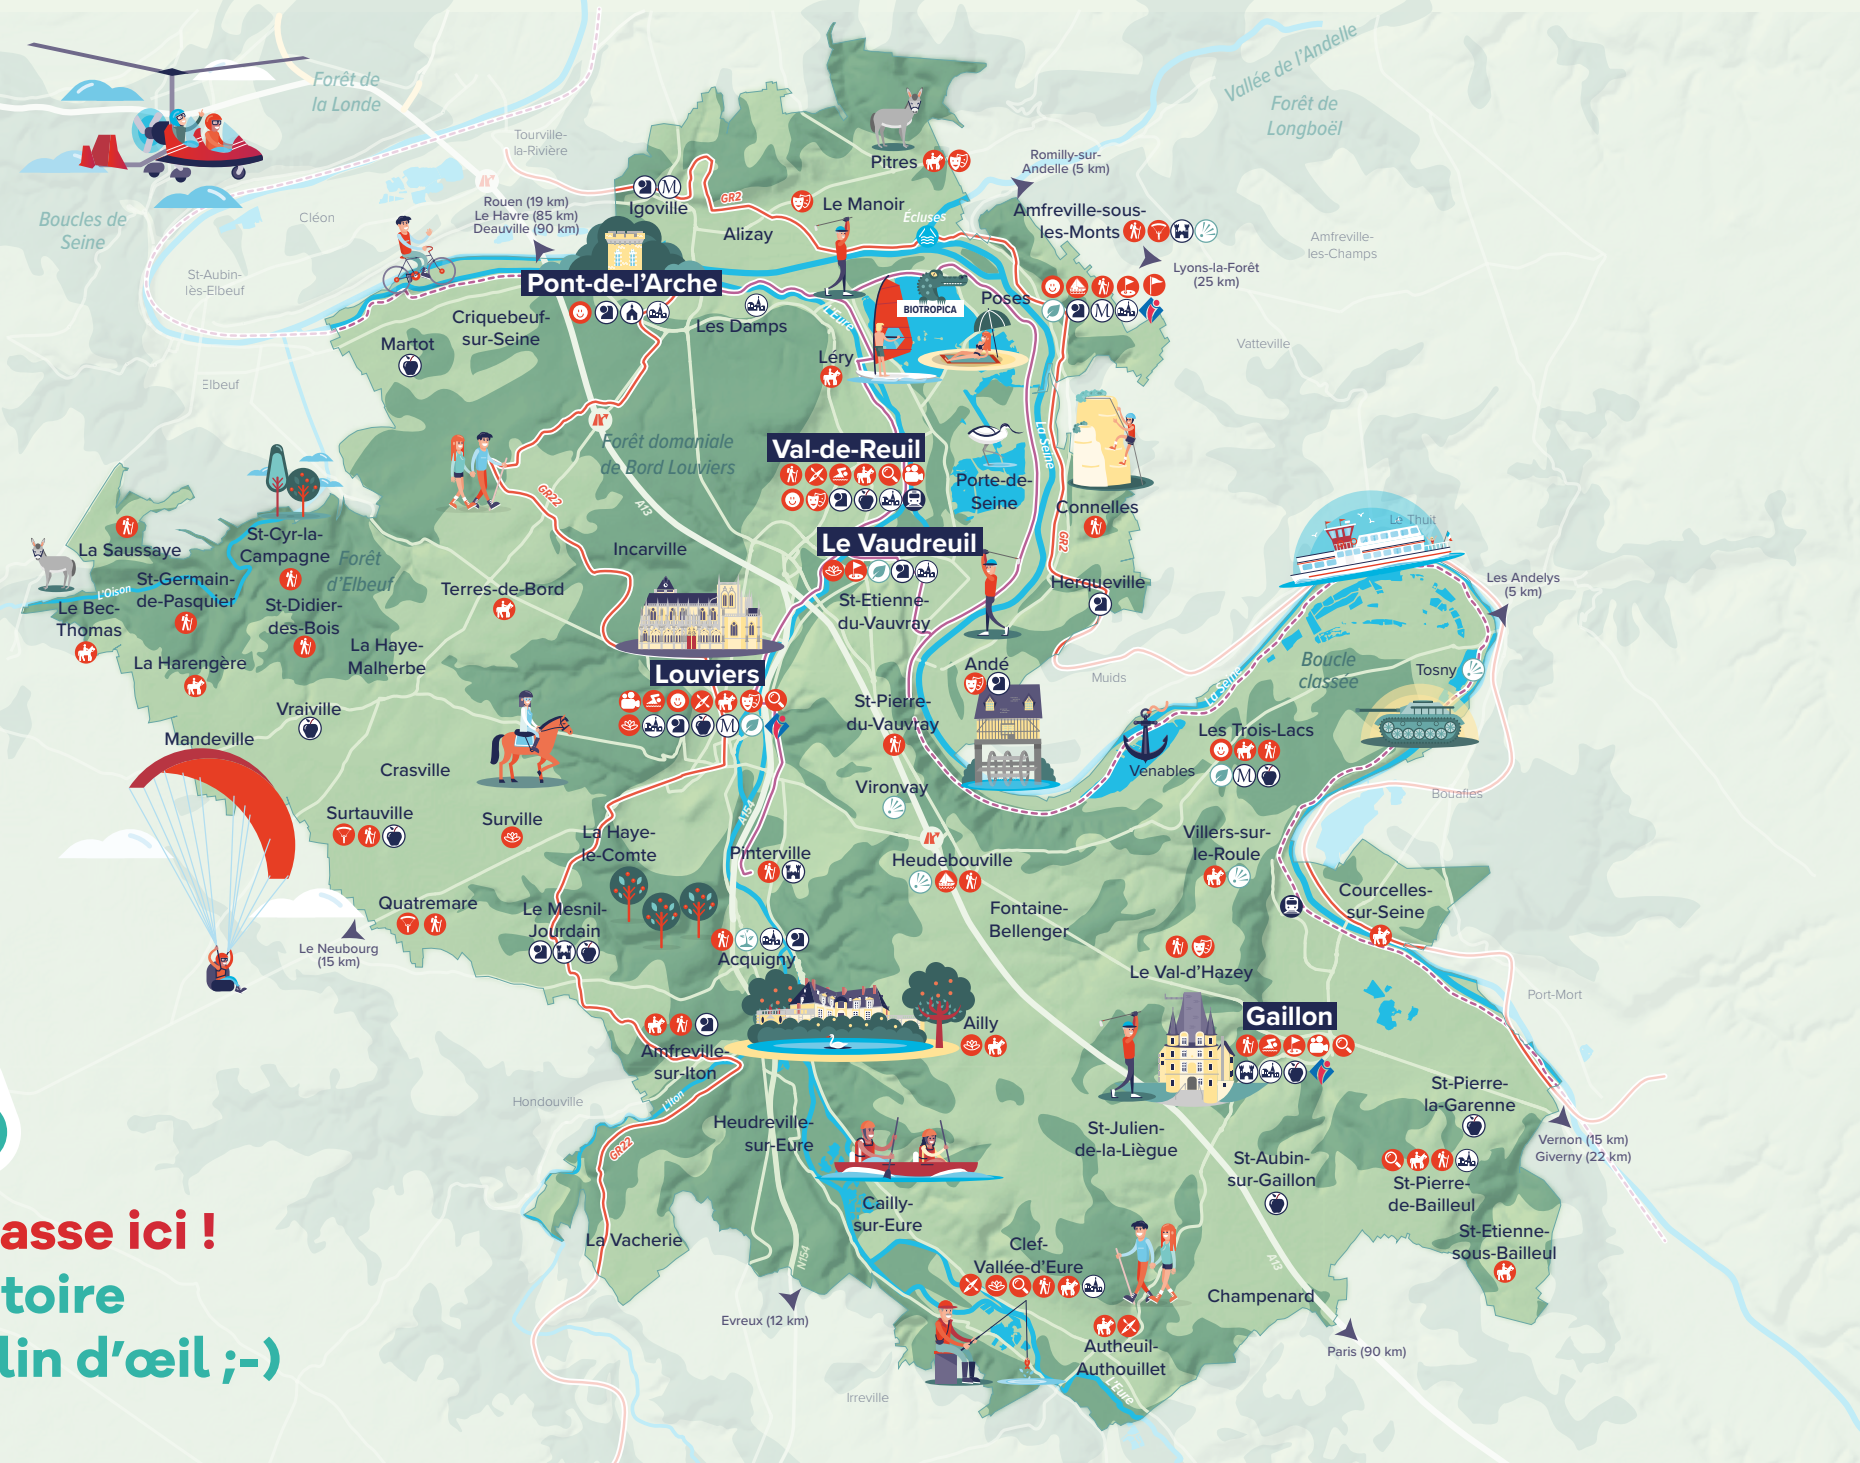 Forêt de
la Londe
Vallée de l'Andelle
Forêt de
Longboël
Tourville-
la-Rivière
Boucles de
Seine
Cléon
Rouen (19 km)
Le Havre (85 km)
Deauville (90 km)
Igoville
GR2
Alizay
Pitres
Le Manoir
Écluses
Romilly-sur-
Andelle (5 km)
Amfreville-sous-
les-Monts
Amfreville-
les-Champs
Lyons-la-Forêt
(25 km)
St-Aubin-
lès-Elbeuf
Pont-de-l'Arche
Criquebeuf-
sur-Seine
Martot
Les Damps
L'Eure
BIOTROPICA
Poses
Léry
Vatteville
Elbeuf
Forêt domaniale
de Bord Louviers
GR22
A13
Val-de-Reuil
Porte-de-
Seine
La Seine
Connelles
GR2
Le Vaudreuil
Incarville
La Saussaye
St-Cyr-la-
Campagne
Forêt
d'Elbeuf
L'Oison
St-Germain-
de-Pasquier
Le Bec-
Thomas
St-Didier-
des-Bois
Terres-de-Bord
La Harengère
La Haye-
Malherbe
St-Etienne-
du-Vauvray
Herqueville
Le Thuit
Les Andelys
(5 km)
Vraiville
Louviers
Andé
Muids
La Seine
Boucle
classée
Tosny
Mandeville
Crasville
St-Pierre-
du-Vauvray
Venables
Les Trois-Lacs
Bouafles
Surtauville
Surville
La Haye-
le-Comte
A154
Vironvay
Pinterville
Heudebouville
Villers-sur-
le-Roule
Courcelles-
sur-Seine
Quatremare
Le Mesnil-
Jourdain
Le Neubourg
(15 km)
Fontaine-
Bellenger
Acquigny
Le Val-d'Hazey
Port-Mort
Gaillon
Ailly
Amfreville-
sur-Iton
L'Iton
Hondouville
GR22
Heudreville-
sur-Eure
St-Julien-
de-la-Liègue
St-Pierre-
la-Garenne
Vernon (15 km)
Giverny (22 km)
St-Aubin-
sur-Gaillon
St-Pierre-
de-Bailleul
Cailly-
sur-Eure
La Vacherie
N154
Clef-
Vallée-d'Eure
St-Etienne-
sous-Bailleul
A13
Champenard
Evreux (12 km)
Autheuil-
Authouillet
Paris (90 km)
L'Eure
Irreville
asse ici !
toire
lin d'œil ;-)